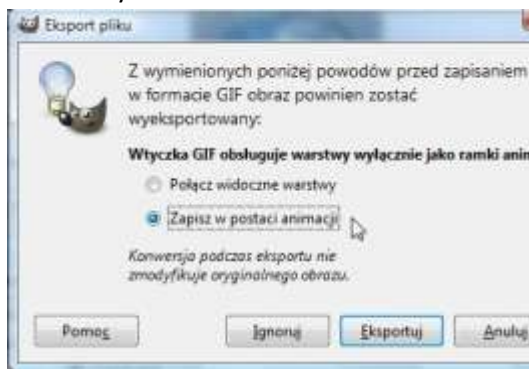 Eksport pliku
Z wymienionych poniżej powodów przed zapisaniem
w formacie GIF obraz powinien zostać
wyeksportowany:
Wtyczka GIF obsługuje warstwy wyłącznie jako ramki anim
Połącz widoczne warstwy
Zapisz w postaci animacji
Konwersja podczas eksportu nie
zmodyfikuje oryginalnego obrazu.
Pomoc Ignoruj Eksportuj Anuluj